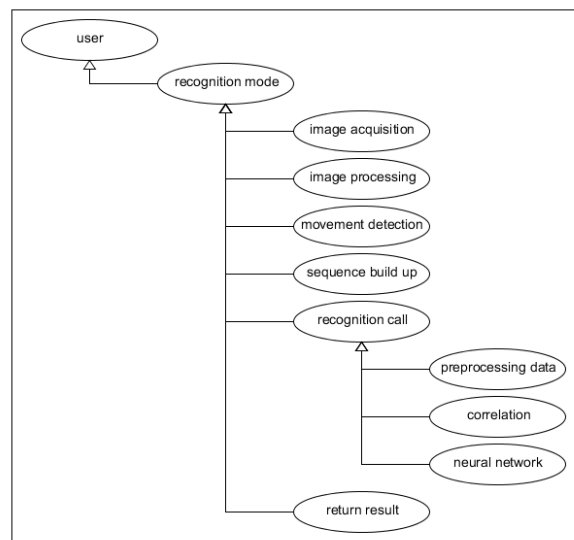 user
recognition mode
image acquisition
image processing
movement detection
sequence build up
recognition call
preprocessing data
correlation
neural network
return result